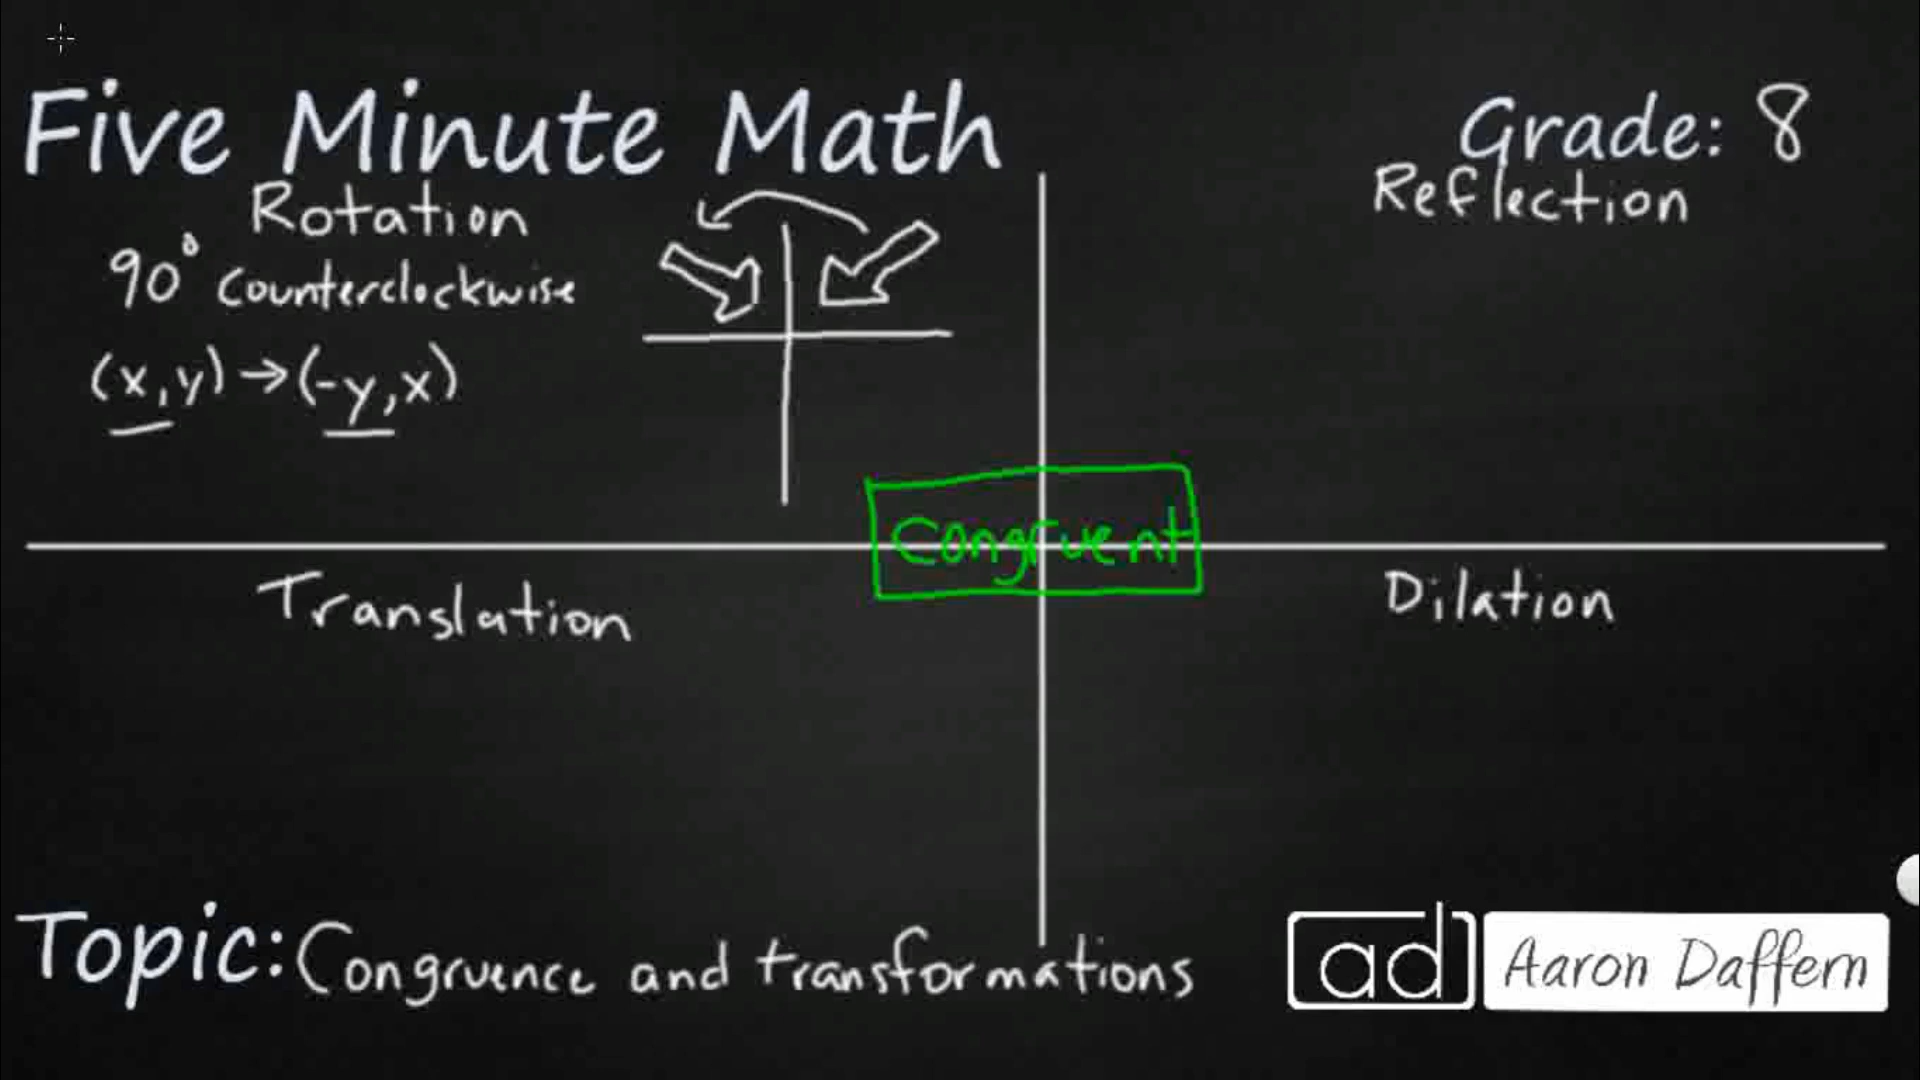 Five Minute Math
Grade: 8
Rotation
90° counterclockwise
(x,y)→(-y,x)
Reflection
Congruent
Translation
Dilation
Topic: Congruence and transformations
ad Aaron Daffern